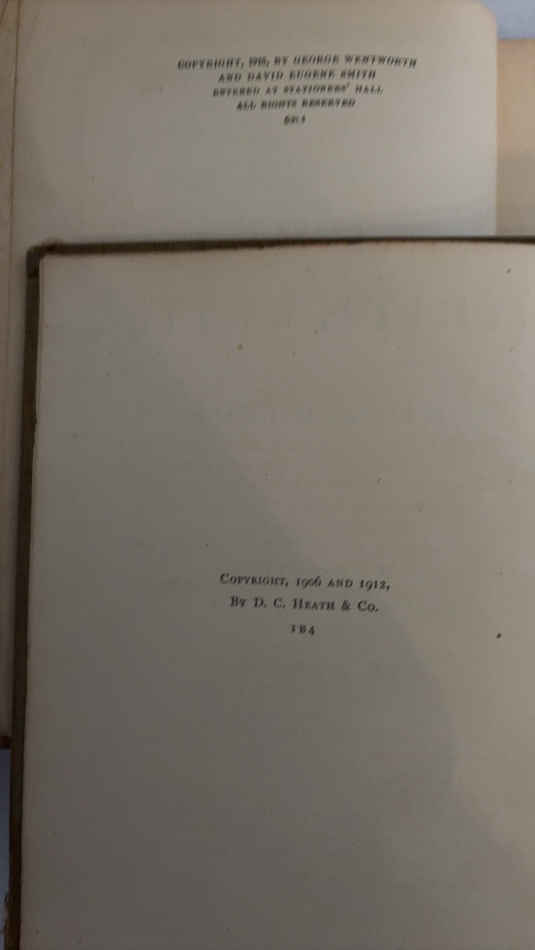 COPYRIGHT, BY GEORGE WENTWORTH
AND DAVID EUGENE SMITH
ENTERED AT STATIONERS' HALL
ALL RIGHTS RESERVED
COPYRIGHT, 1906 AND 1912,
BY D. C. HEATH & CO.
1B4